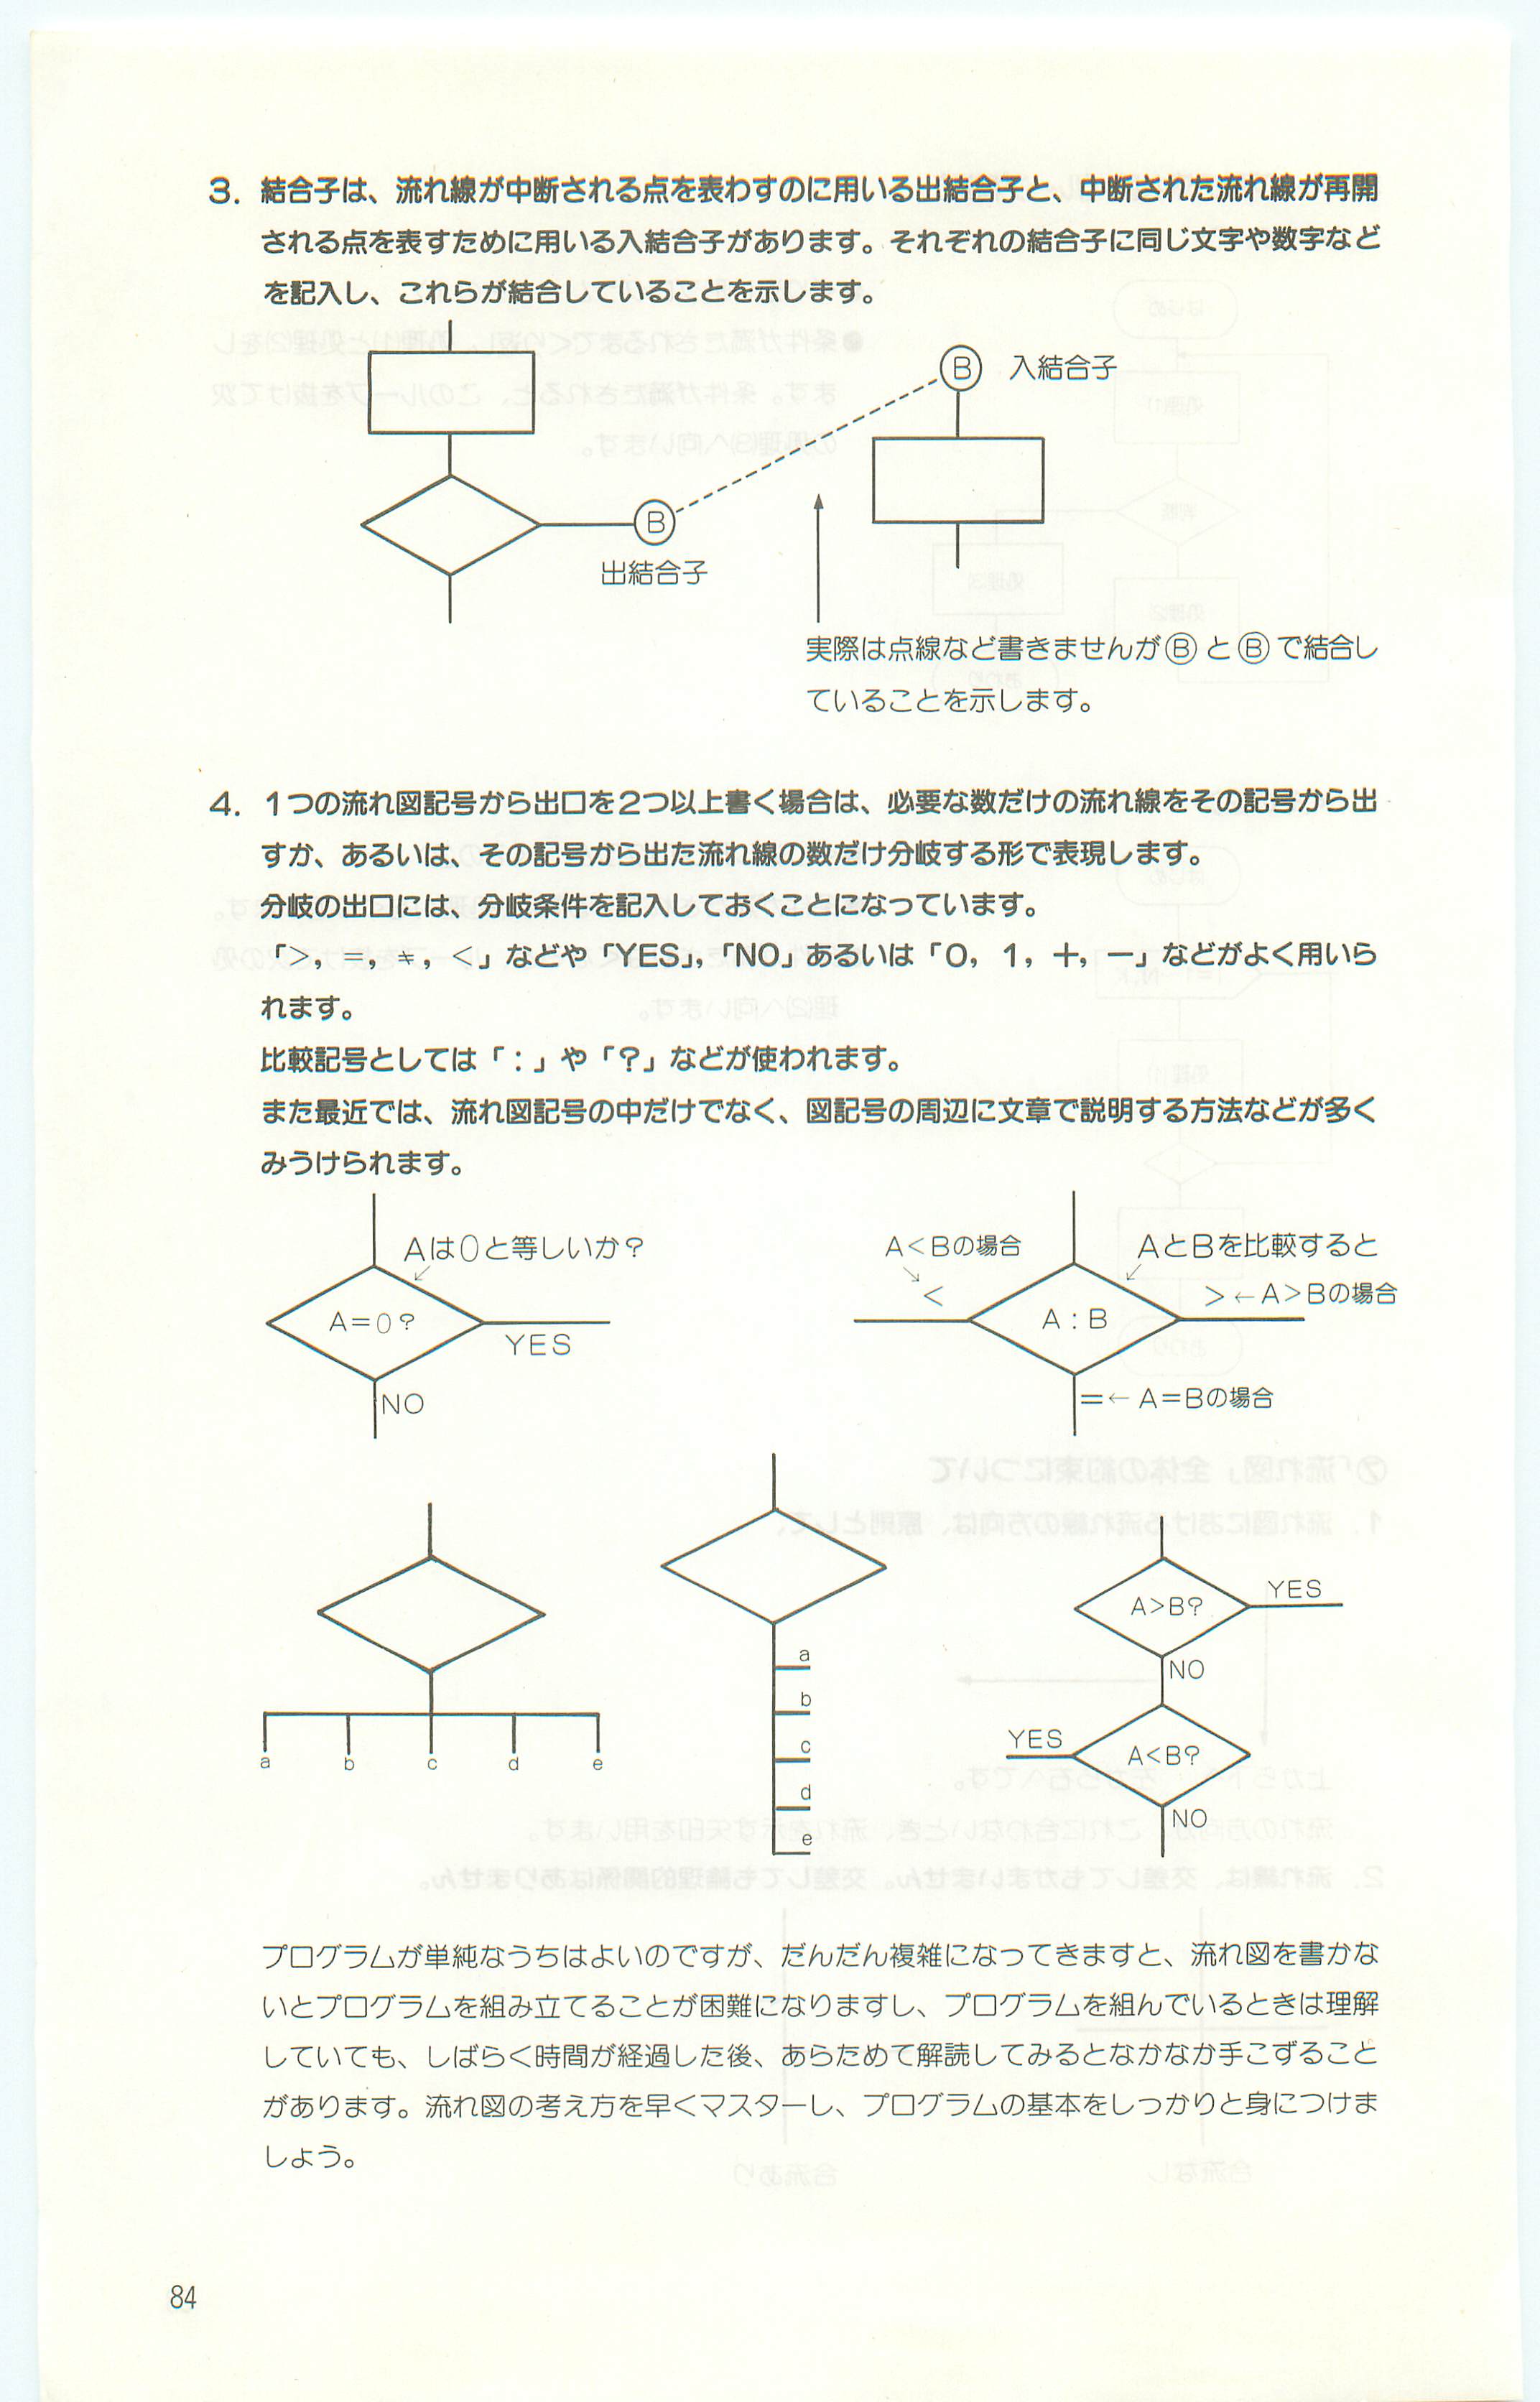 3. 結合子は、流れ線が中断される点を表わすのに用いる出結合子と、中断された流れ線が再開
される点を表すために用いる入結合子があります。それぞれの結合子に同じ文字や数字など
を記入し、これらが結合していることを示します。
B 入結合子
B
出結合子
実際は点線など書きませんがⒷとⒷで結合し
ていることを示します。
4. 1つの流れ図記号から出口を2つ以上書く場合は、必要な数だけの流れ線をその記号から出
すか、あるいは、その記号から出た流れ線の数だけ分岐する形で表現します。
分岐の出口には、分岐条件を記入しておくことになっています。
「>, =, ≠, <」などや「YES」,「NO」あるいは「0, 1, +, −」などがよく用いら
れます。
比較記号としては「:」や「?」などが使われます。
また最近では、流れ図記号の中だけでなく、図記号の周辺に文章で説明する方法などが多く
みうけられます。
Aは0と等しいか?
A=0?
YES
NO
A<Bの場合
AとBを比較すると
<
>←A>Bの場合
A:B
=←A=Bの場合
a
b
c
d
e
a
b
c
d
e
A>B?
YES
NO
YES
A<B?
NO
プログラムが単純なうちはよいのですが、だんだん複雑になってきますと、流れ図を書かな
いとプログラムを組み立てることが困難になりますし、プログラムを組んでいるときは理解
していても、しばらく時間が経過した後、あらためて解読してみるとなかなか手こずること
があります。流れ図の考え方を早くマスターし、プログラムの基本をしっかりと身につけま
しょう。
84